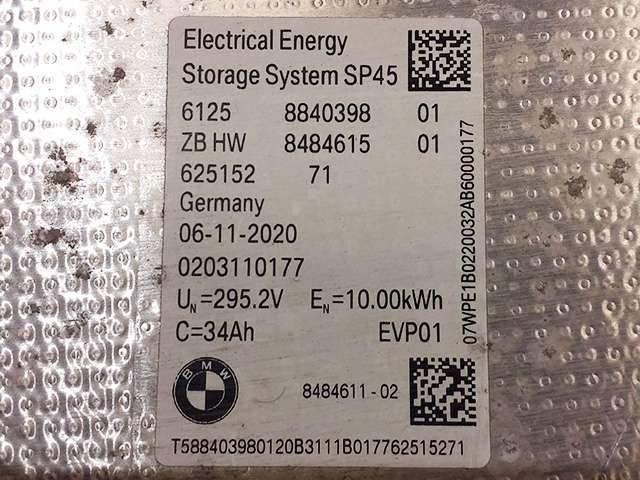 Electrical Energy
Storage System SP45
6125 8840398 01
ZB HW 8484615 01
625152 71
Germany
06-11-2020
0203110177
UN=295.2V EN=10.00kWh
C=34Ah EVP01
BMW
8484611-02
T588403980120B3111B017762515271
07WPE1B0220032AB60000177